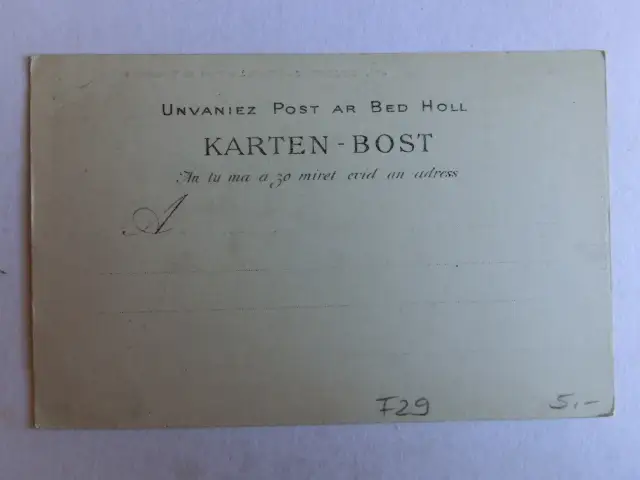 UNVANIEZ POST AR BED HOLL
KARTEN-BOST
An tu ma a zo miret evid an adress
A
F29
5,-